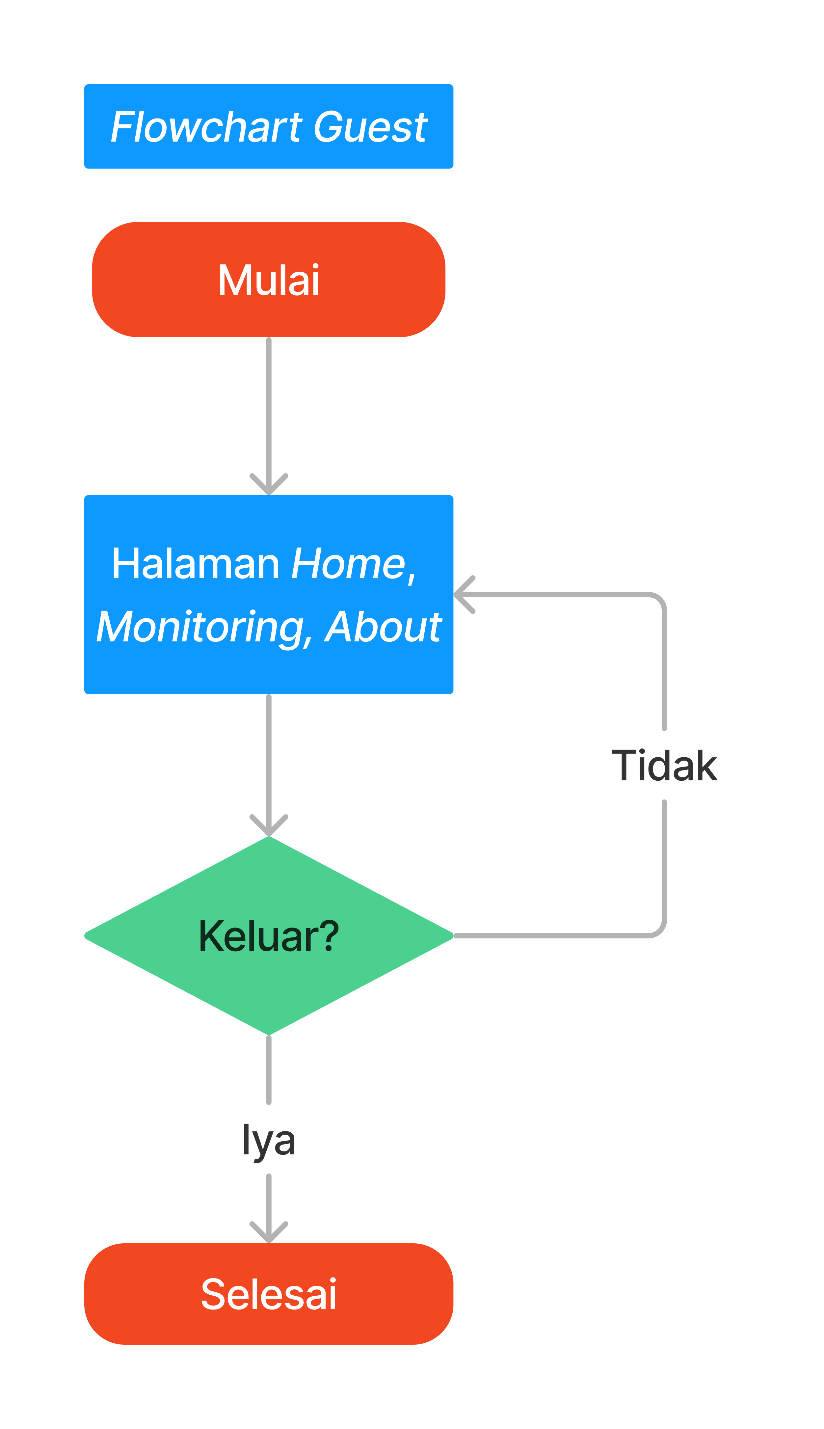 Flowchart Guest
Mulai
Halaman Home,
Monitoring, About
Tidak
Keluar?
Iya
Selesai